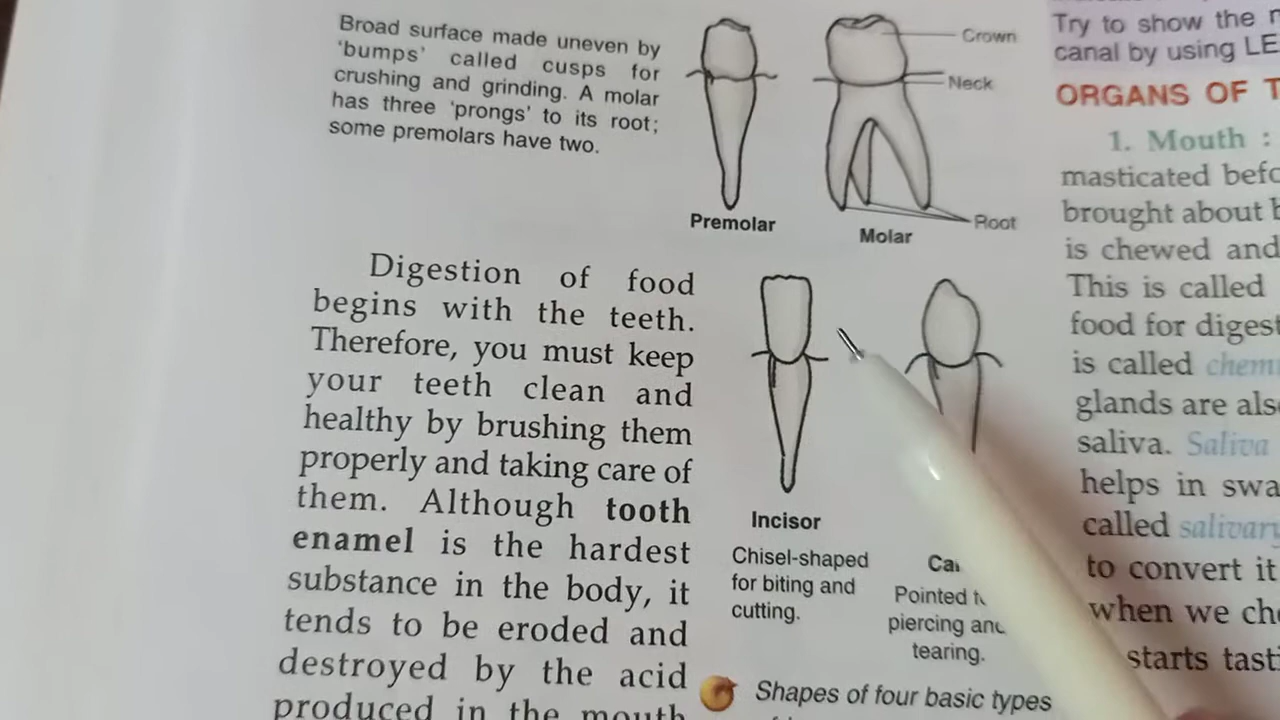 Broad surface made uneven by
'bumps' called cusps for
crushing and grinding. A molar
has three 'prongs' to its root;
some premolars have two.
Crown
Neck
Root
Premolar
Molar
Digestion of food
begins with the teeth.
Therefore, you must keep
your teeth clean and
healthy by brushing them
properly and taking care of
them. Although tooth
enamel is the hardest
substance in the body, it
tends to be eroded and
destroyed by the acid
produced in the mouth
Incisor
Chisel-shaped
for biting and
cutting.
Pointed
piercing
tearing.
Shapes of four basic types
Try to show the
canal by using
ORGANS OF
1. Mouth :
masticated
brought about
is chewed and
This is called
food for
is called
glands are
saliva. Saliva
helps in
called
to convert it
when we
starts